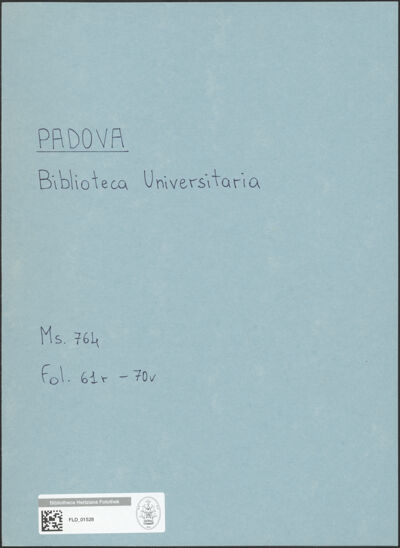 PADOVA
Biblioteca Universitaria
Ms. 764
Fol. 61r - 70v
Bibliotheca Hertziana Fotothek
FLD_01528